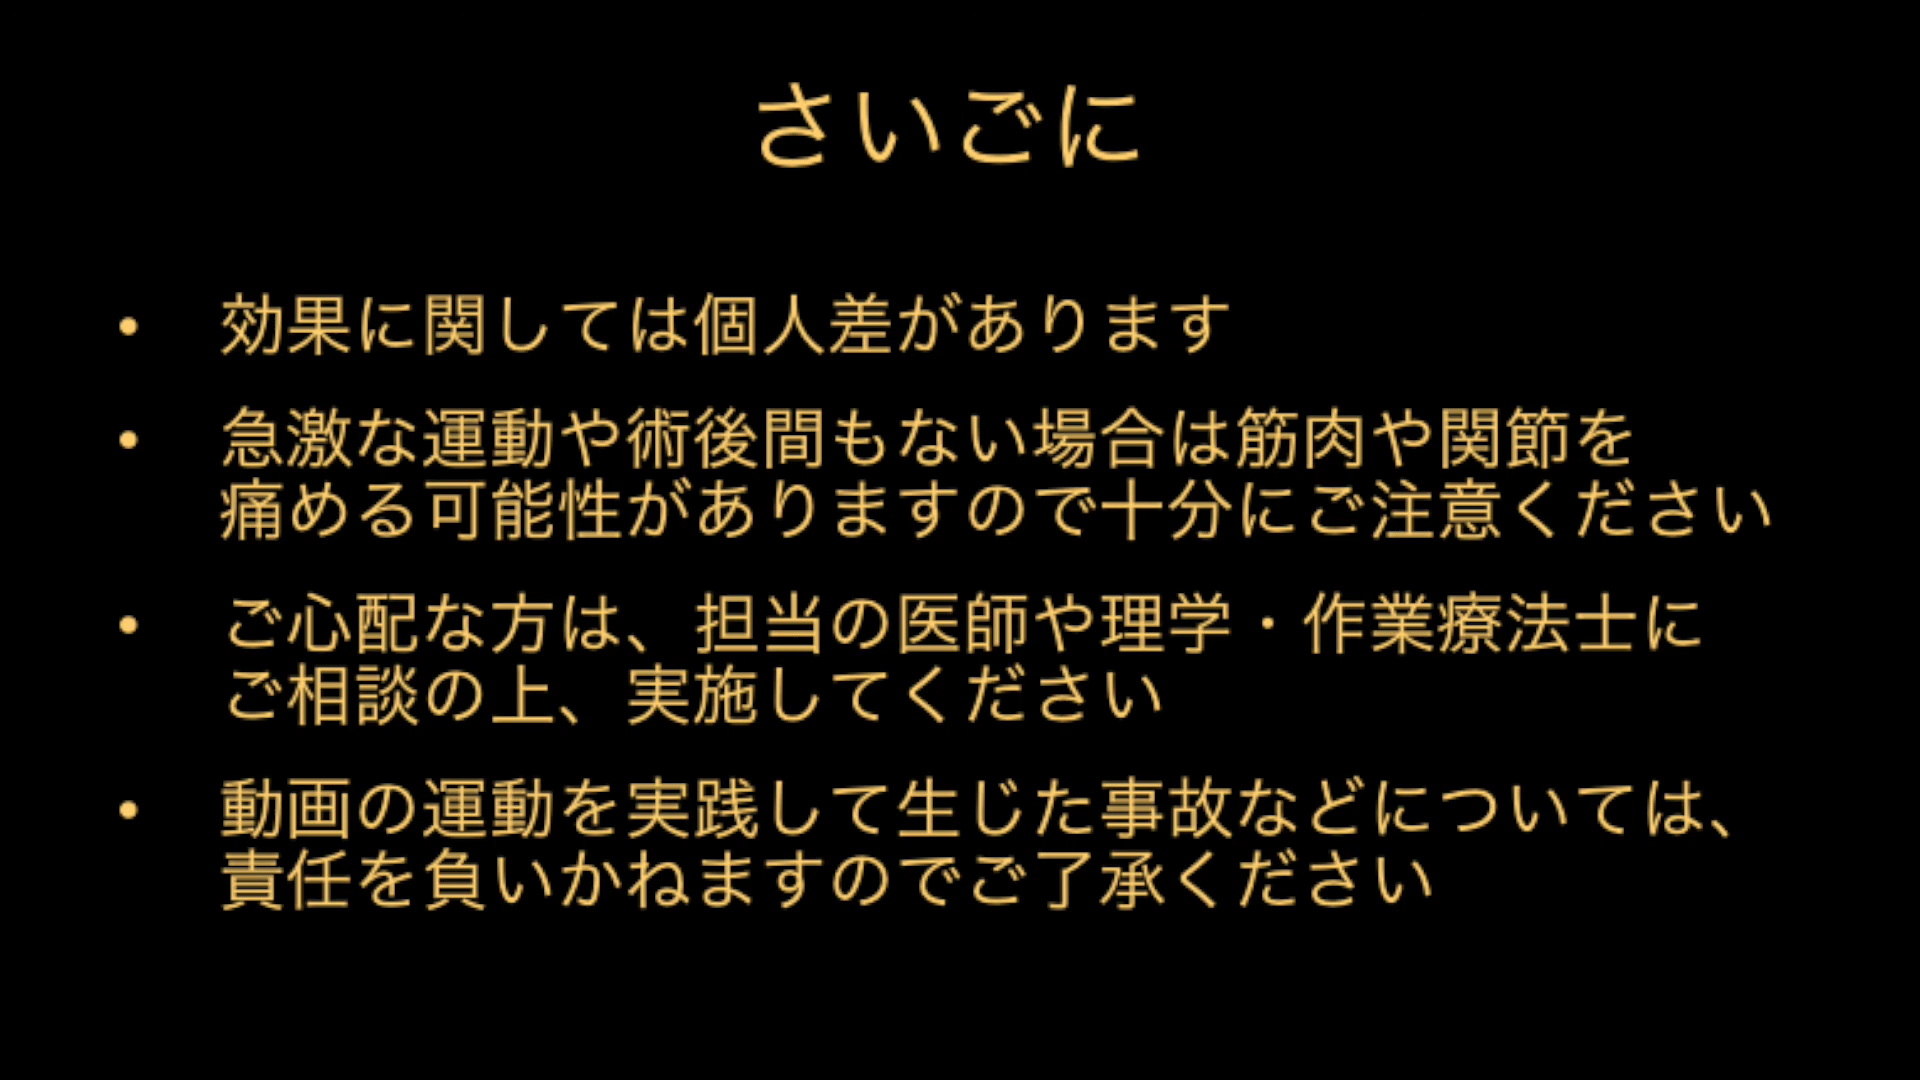 さいごに
• 効果に関しては個人差があります
• 急激な運動や術後間もない場合は筋肉や関節を
痛める可能性がありますので十分にご注意ください
• ご心配な方は、担当の医師や理学・作業療法士に
ご相談の上、実施してください
• 動画の運動を実践して生じた事故などについては、
責任を負いかねますのでご了承ください